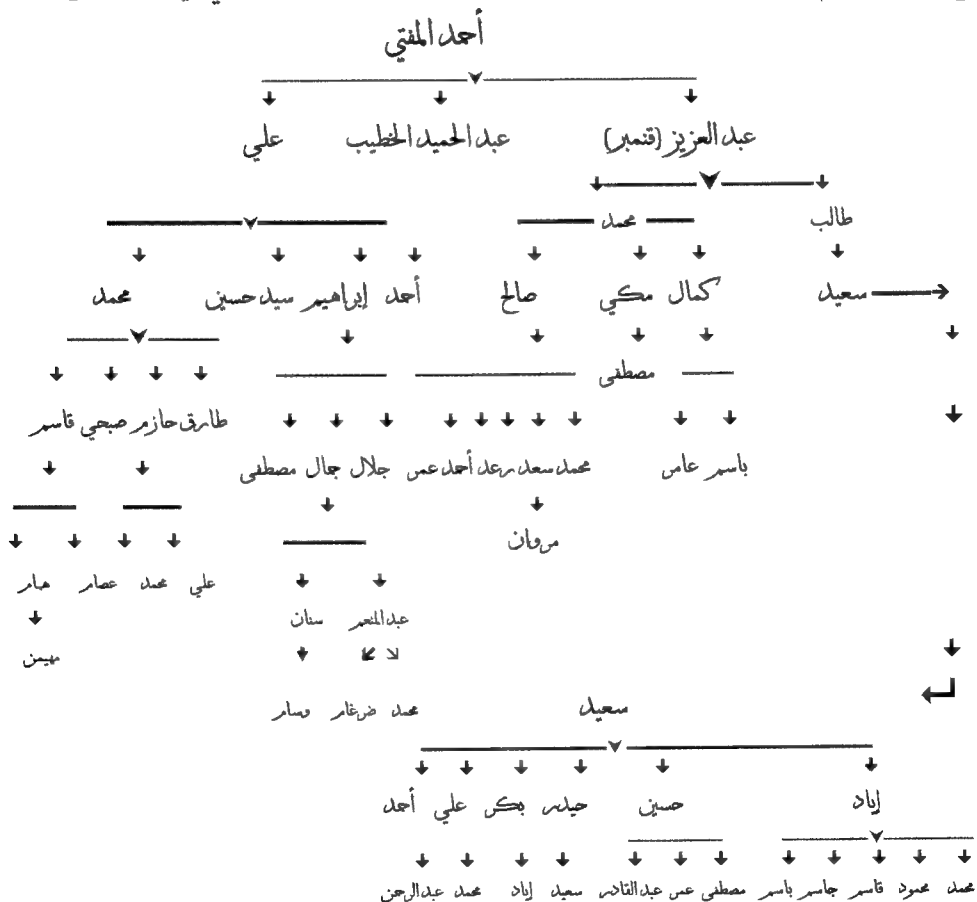 أحمد المفتي
عبد العزيز (قنمبر) عبد الحميد الخطيب علي
طالب محمد
سعيد كمال مكي صالح أحمد إبراهيم سيد حسين محمد
مصطفى
طارق حازم صبحي قاسم
باسم عامر محمد سعد رعد أحمد عمر جلال جمال مصطفى
مروان
علي محمد عصام همام
عبد المنعم سنان
مهيمن
محمد ضرغام وسام
سعيد
إياد حسين حيدر بكر علي أحمد
محمد محمود قاسم جاسم باسم مصطفى عمر عبد القادر سعيد إياد محمد عبد الرحمن